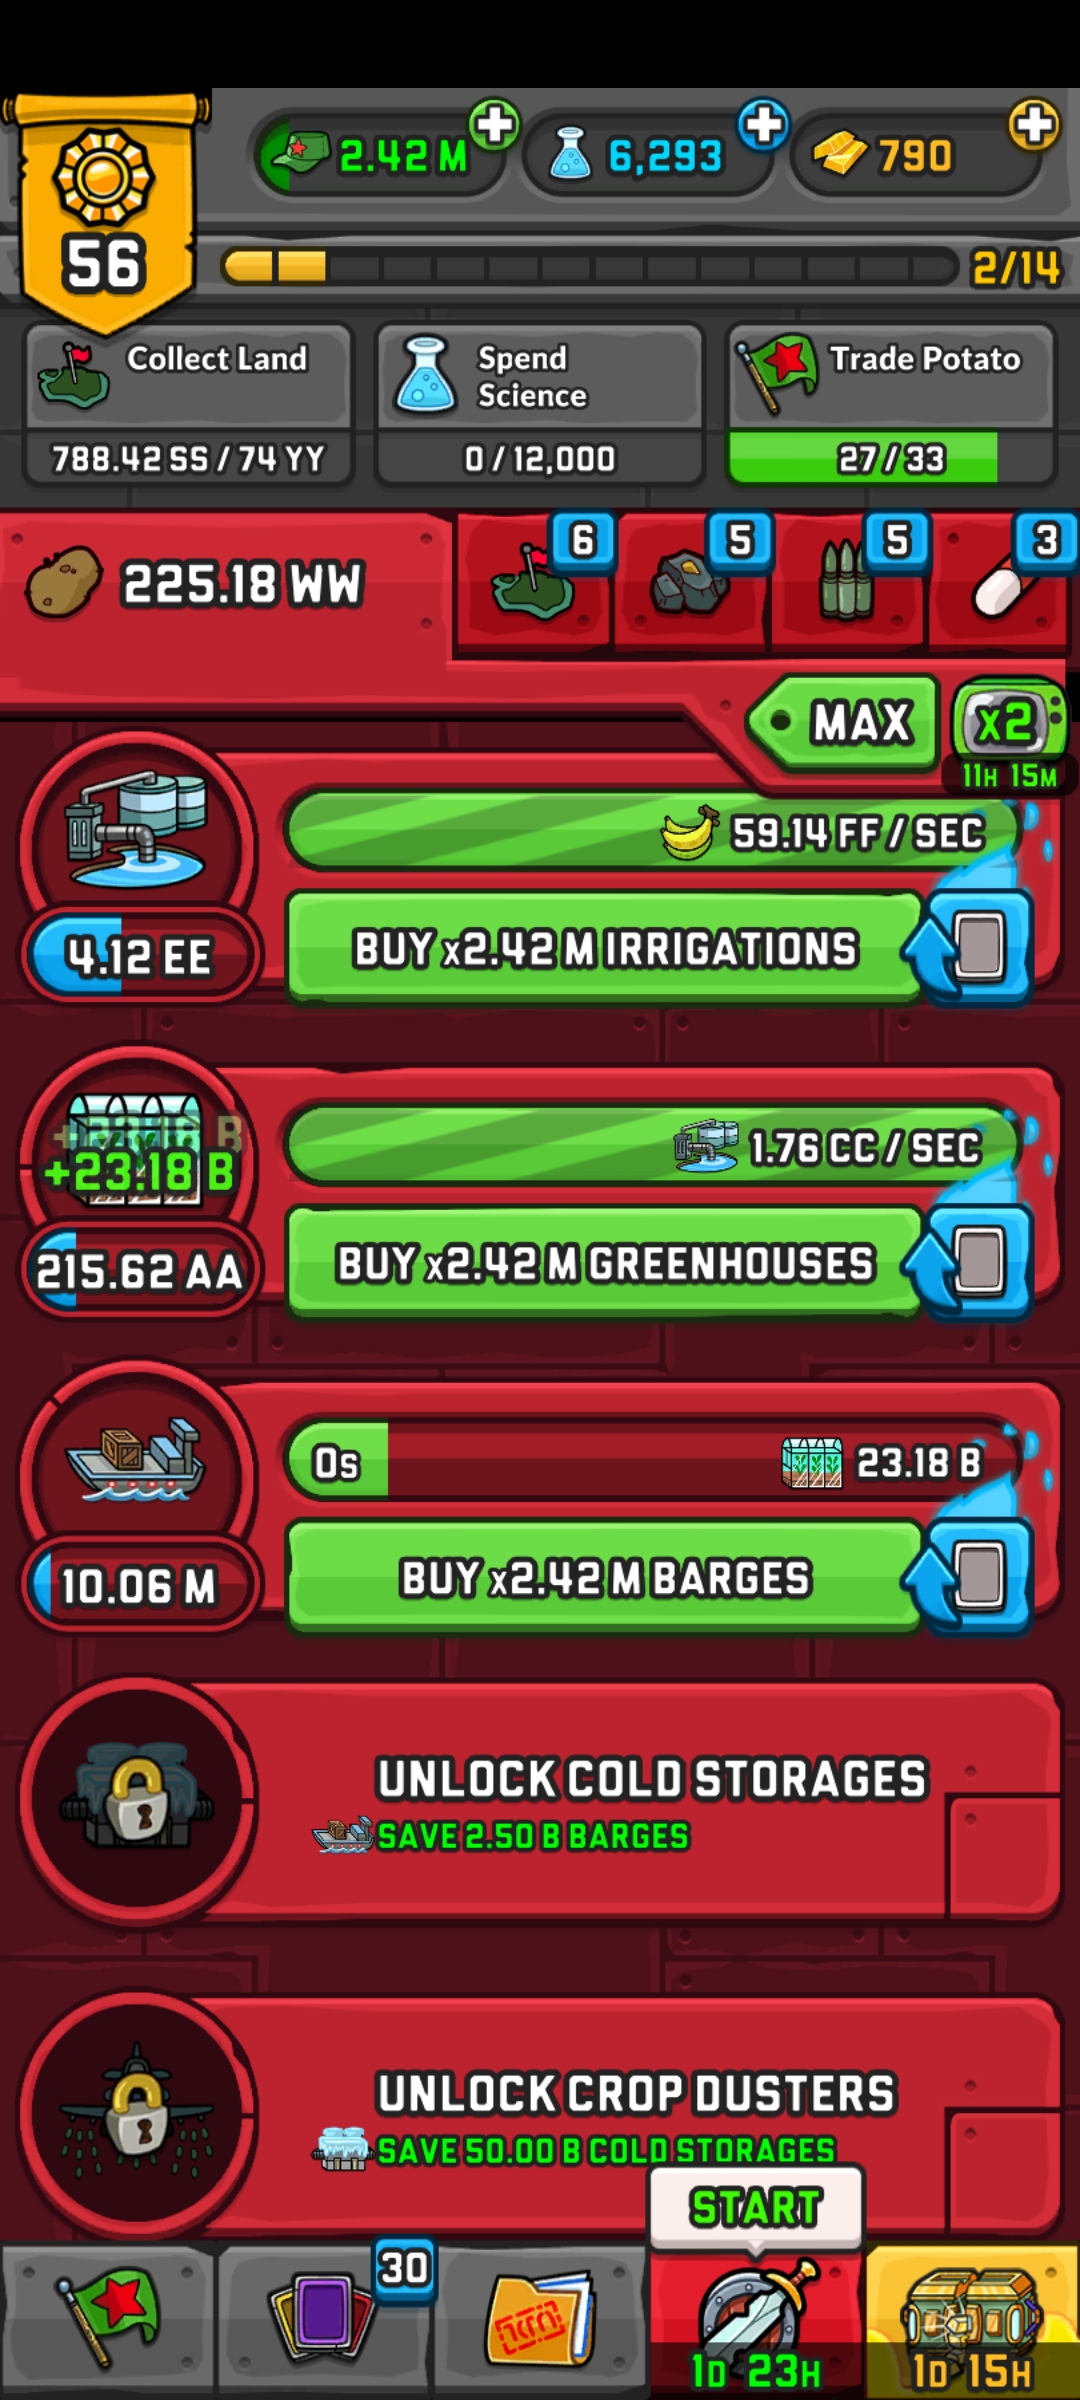 2.42 M
6,293
790
56
2/14
Collect Land
788.42 SS / 74 YY
Spend
Science
0 / 12,000
Trade Potato
27 / 33
225.18 WW
6
5
5
3
MAX
x2
11H 15M
59.14 FF / SEC
4.12 EE
BUY x2.42 M IRRIGATIONS
+23.18 B
+23.18 B
1.76 CC / SEC
215.62 AA
BUY x2.42 M GREENHOUSES
0s
23.18 B
10.06 M
BUY x2.42 M BARGES
UNLOCK COLD STORAGES
SAVE 2.50 B BARGES
UNLOCK CROP DUSTERS
SAVE 50.00 B COLD STORAGES
START
30
1D 23H
1D 15H